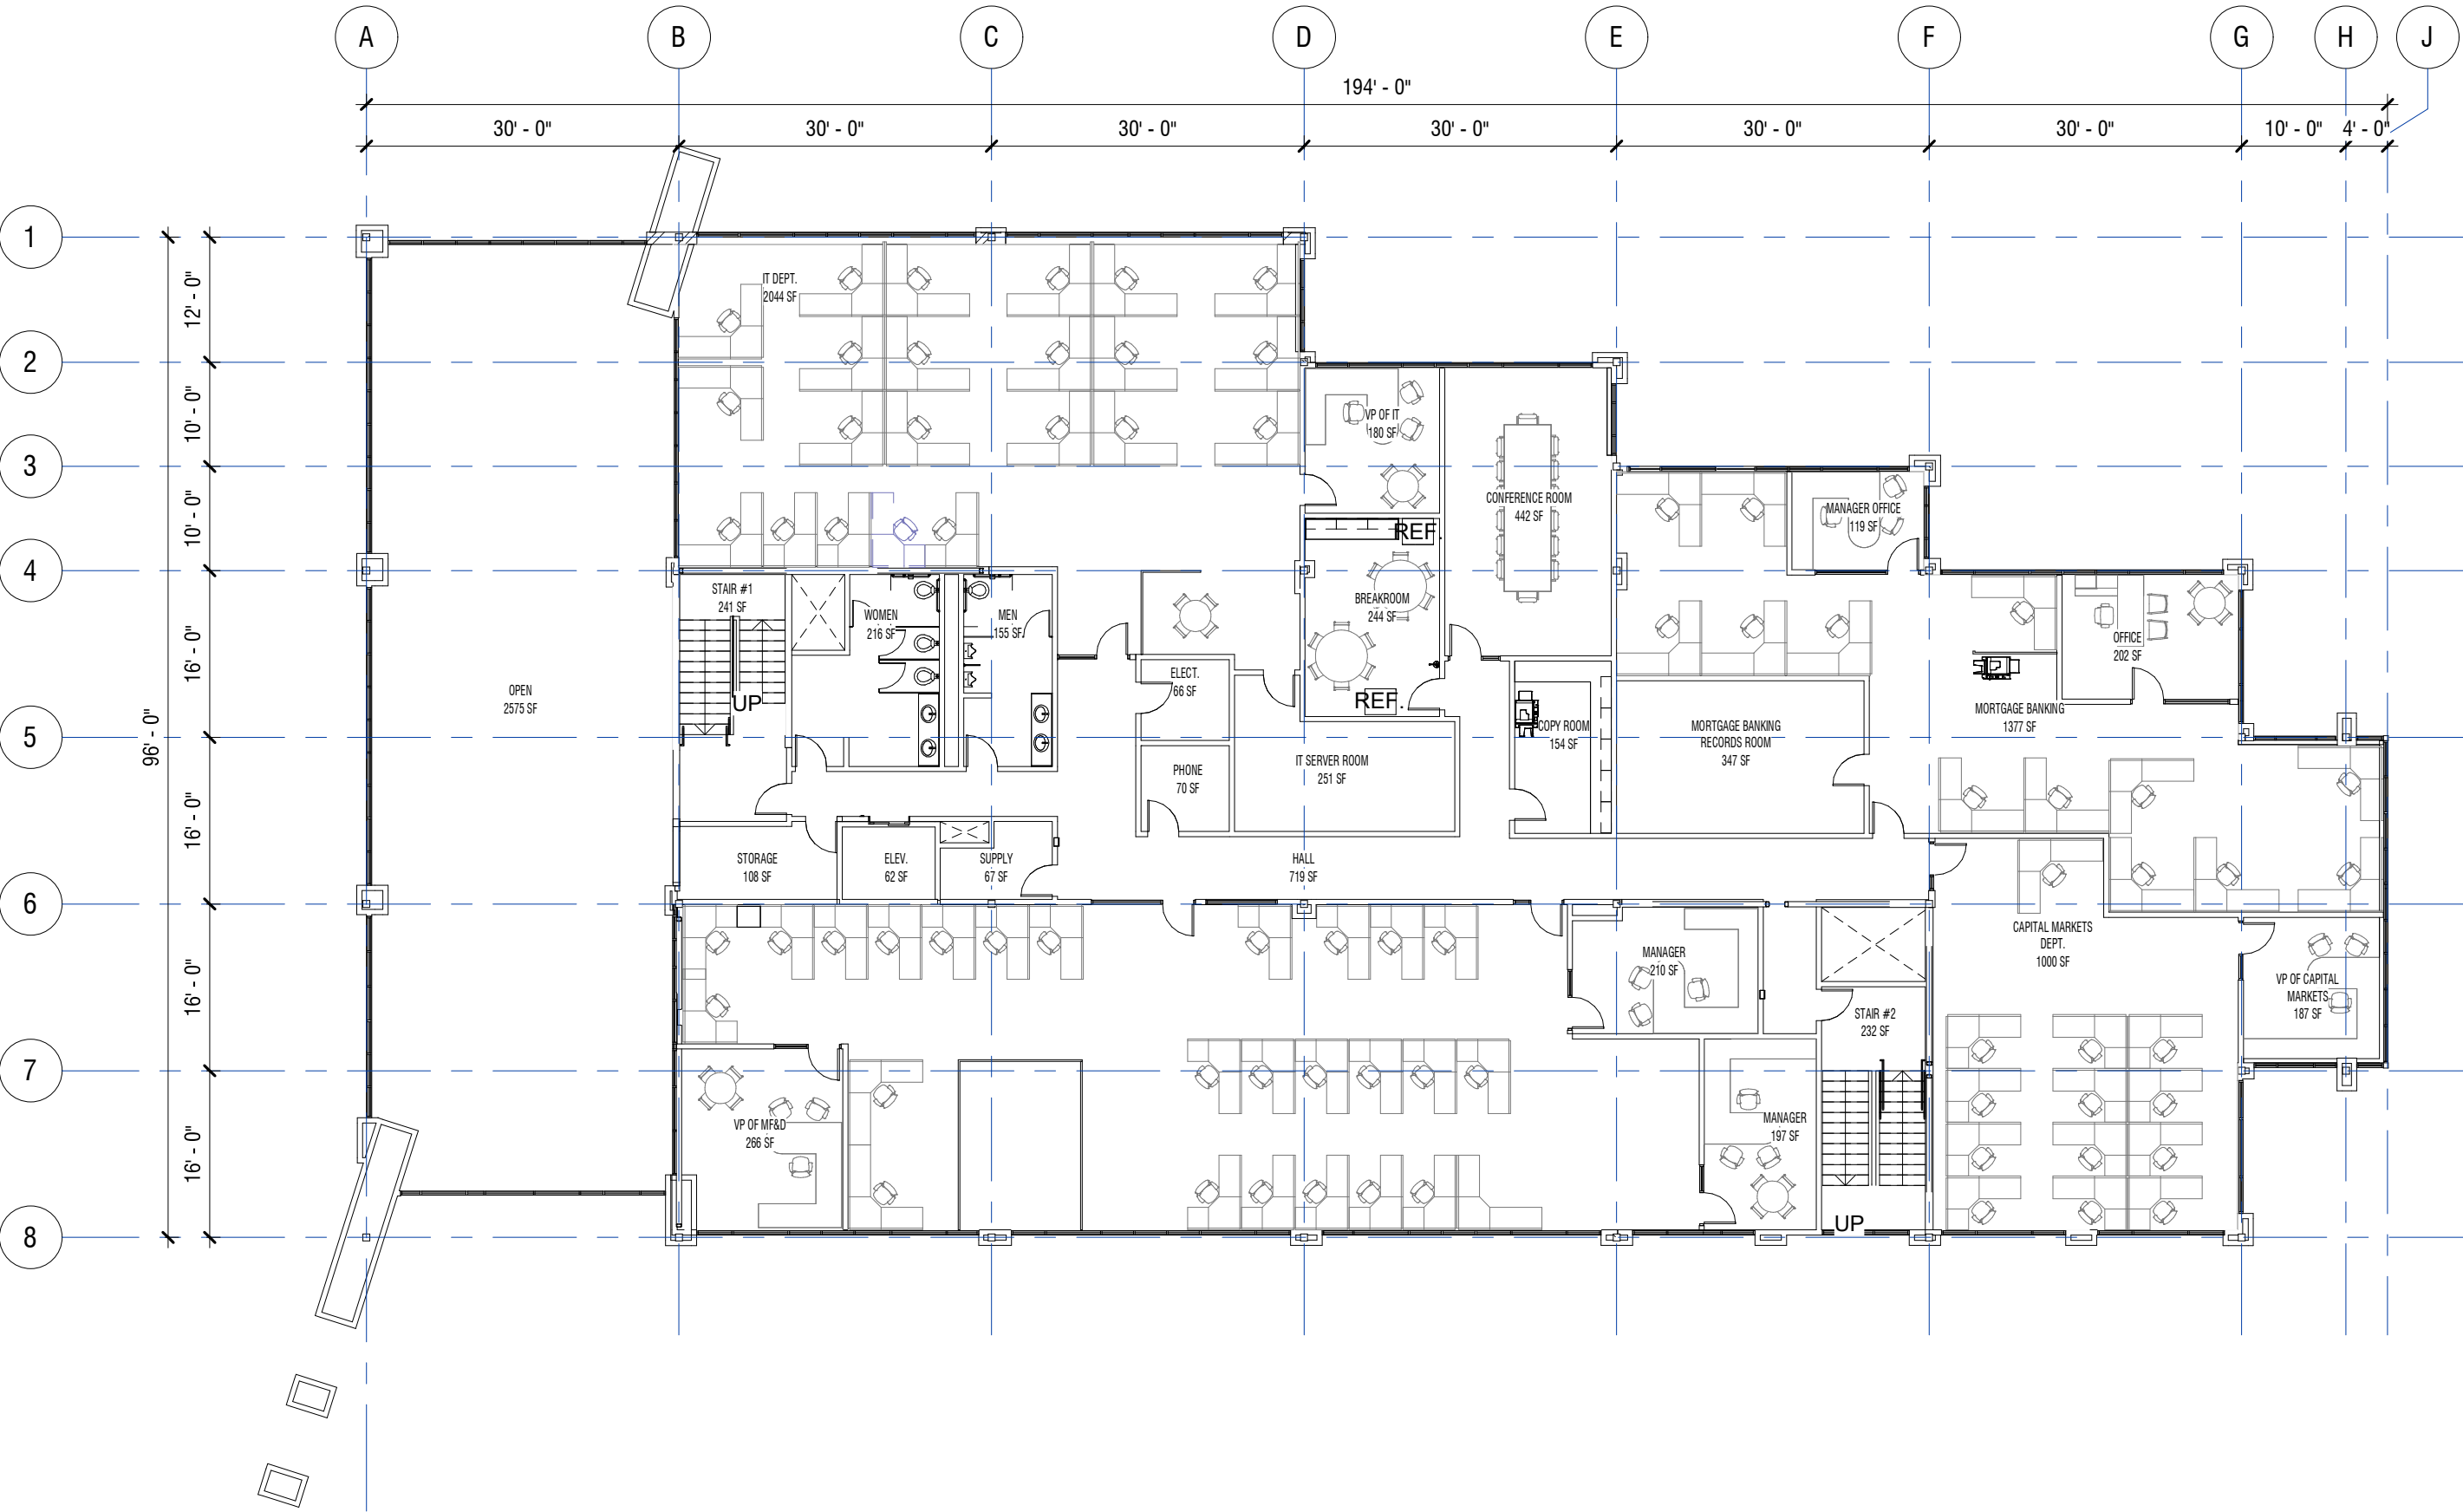 A B C D E F G H J
194' - 0"
30' - 0" 30' - 0" 30' - 0" 30' - 0" 30' - 0" 30' - 0" 10' - 0" 4' - 0"
1
2
3
4
5
6
7
8
96' - 0"
12' - 0"
10' - 0"
10' - 0"
16' - 0"
16' - 0"
16' - 0"
16' - 0"
IT DEPT.
2044 SF
VP OF IT
180 SF
CONFERENCE ROOM
442 SF
MANAGER OFFICE
119 SF
REF.
STAIR #1
241 SF
UP
WOMEN
216 SF
MEN
155 SF
BREAKROOM
244 SF
REF.
OFFICE
202 SF
OPEN
2575 SF
ELECT.
66 SF
COPY ROOM
154 SF
MORTGAGE BANKING
RECORDS ROOM
347 SF
MORTGAGE BANKING
1377 SF
PHONE
70 SF
IT SERVER ROOM
251 SF
STORAGE
108 SF
ELEV.
62 SF
SUPPLY
67 SF
HALL
719 SF
MANAGER
210 SF
CAPITAL MARKETS
DEPT.
1000 SF
VP OF CAPITAL
MARKETS
187 SF
STAIR #2
232 SF
VP OF MF&D
266 SF
MANAGER
197 SF
UP